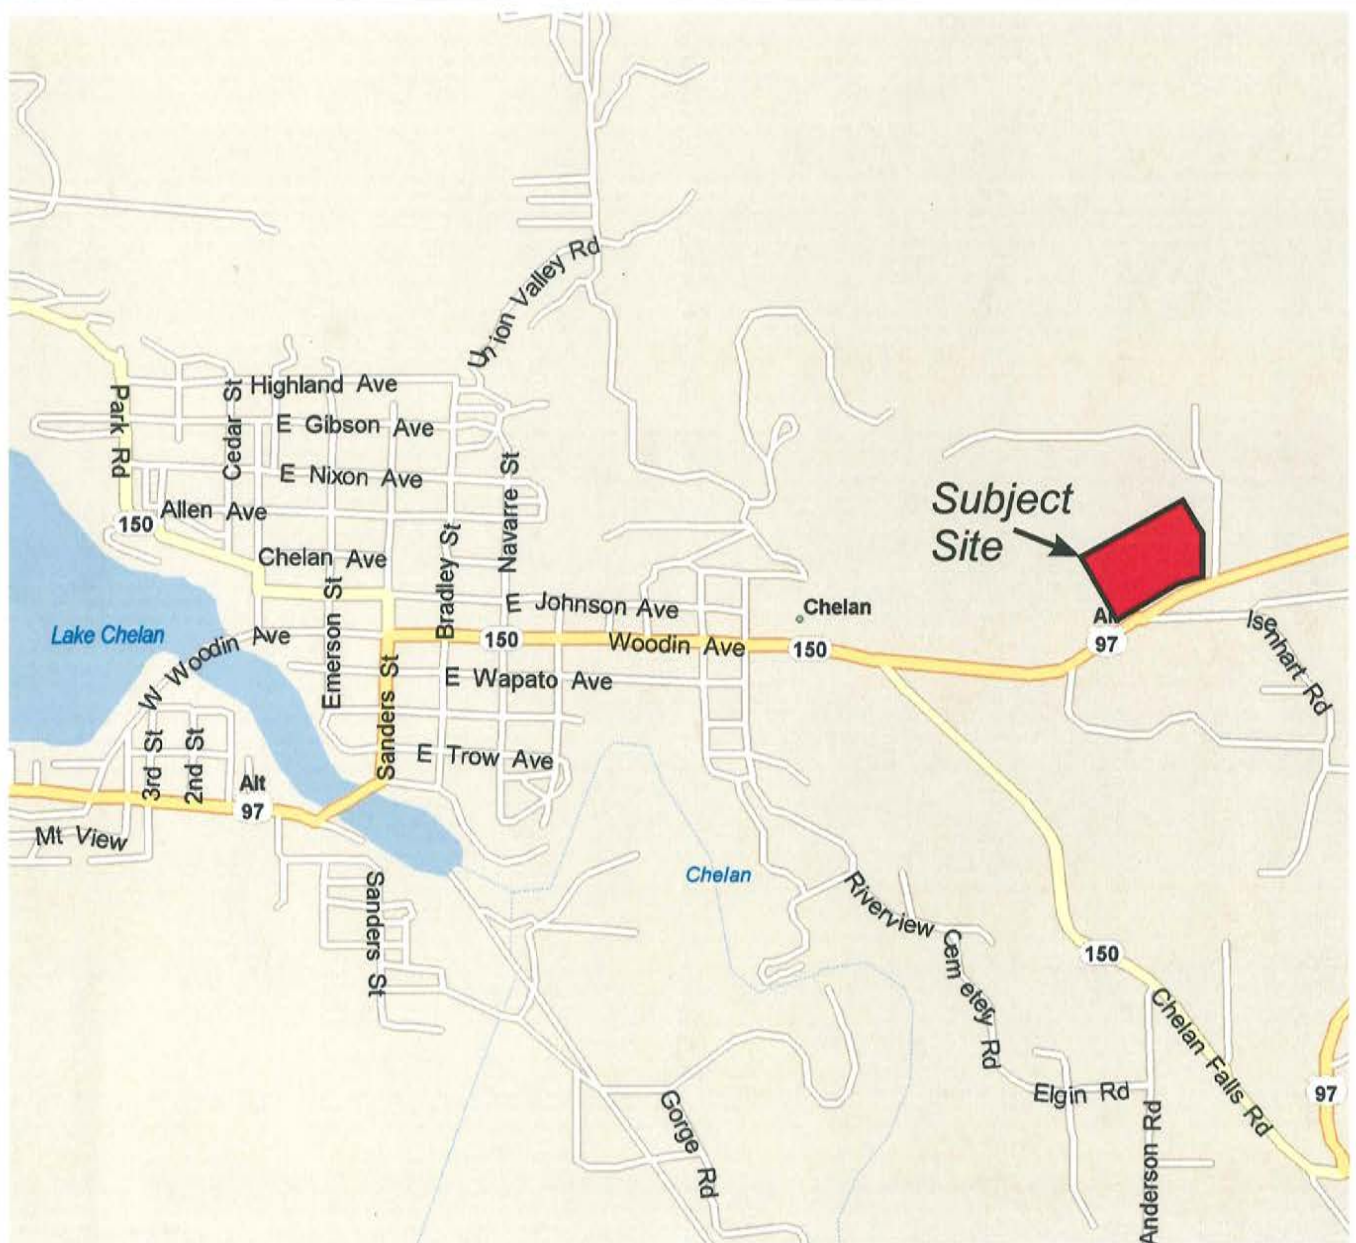 Union Valley Rd
Highland Ave
Park Rd
Cedar St
E Gibson Ave
E Nixon Ave
Navarre St
Allen Ave
150
Subject
Site
Chelan Ave
Bradley St
Emerson St
E Johnson Ave
Chelan
Lake Chelan
W Woodin Ave
150
Woodin Ave
150
Alt
97
Isenhart Rd
E Wapato Ave
Sanders St
3rd St
2nd St
E Trow Ave
Alt
97
Mt View
Chelan
Sanders St
Riverview Cemetery Rd
150
Chelan Falls Rd
Gorge Rd
Elgin Rd
97
Anderson Rd